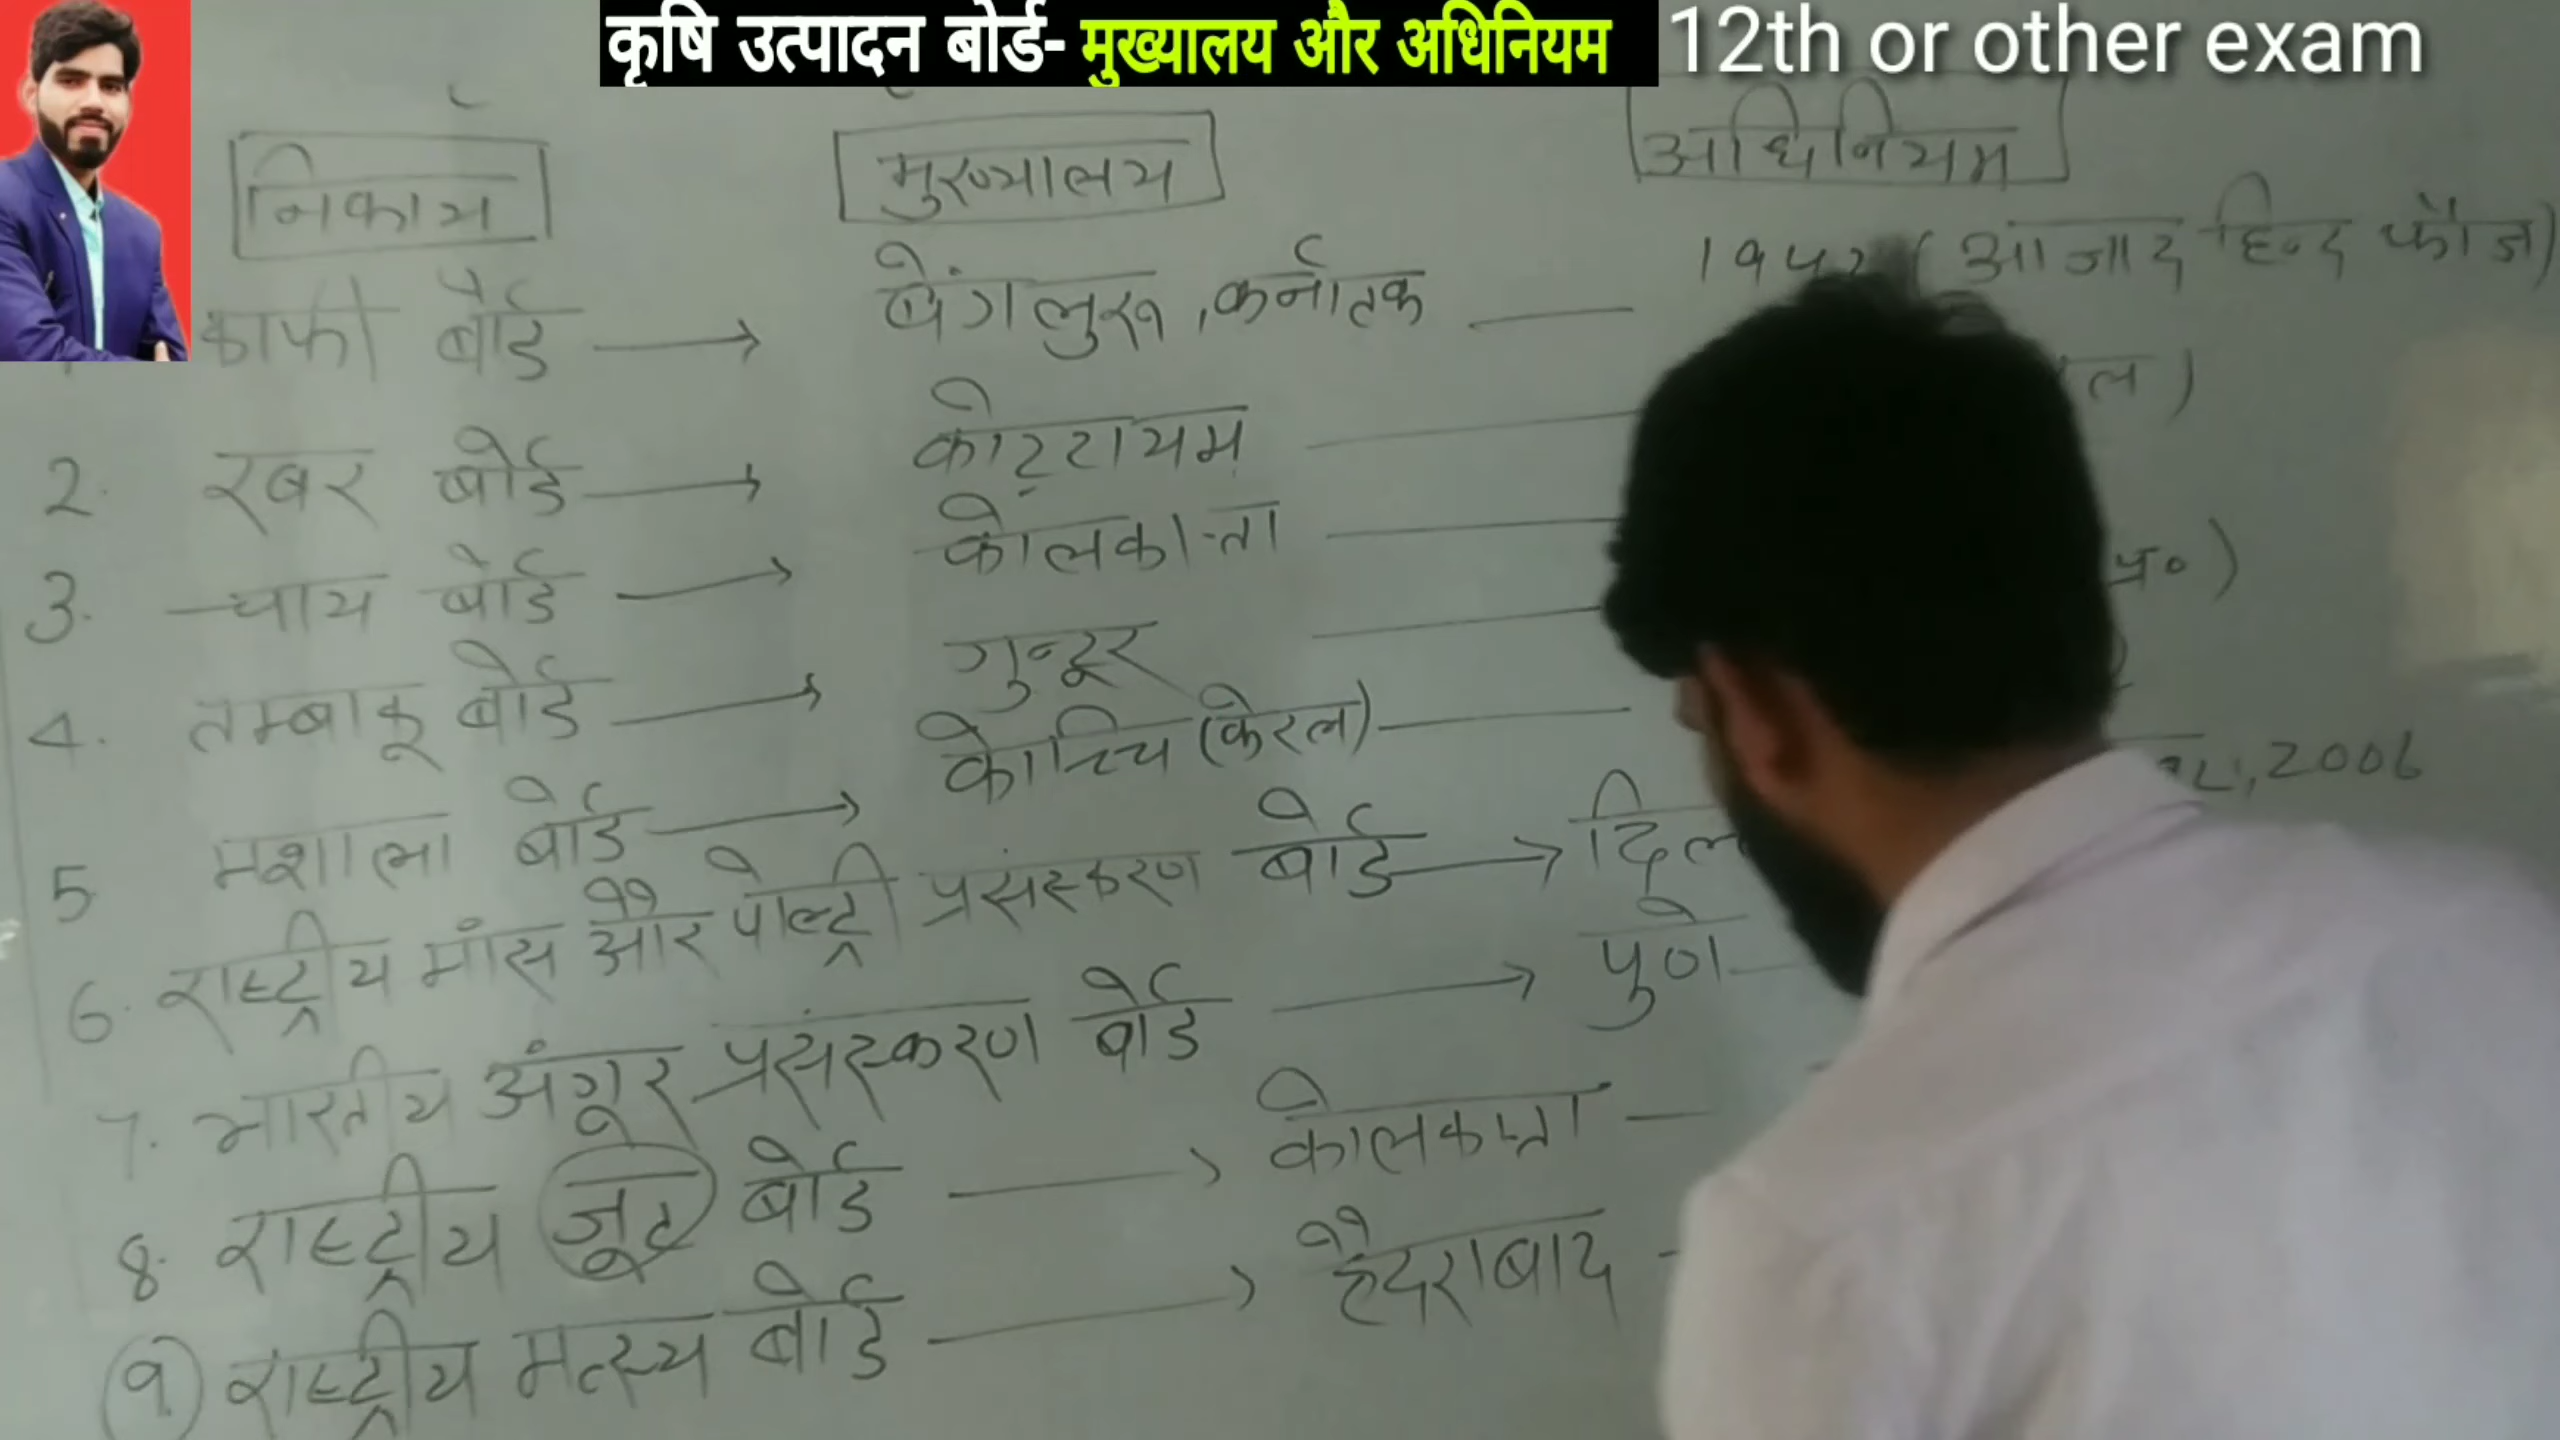 कृषि उत्पादन बोर्ड- मुख्यालय और अधिनियम 12th or other exam
निकाय मुख्यालय अधिनियम
काफी बोर्ड → बेंगलुरु, कर्नाटक — (आजाद हिन्द फौज)
2. रबर बोर्ड → कोट्टायम —
3. चाय बोर्ड → कोलकाता —
4. तम्बाकू बोर्ड → गुन्टूर — प्र॰)
5 मशाला बोर्ड → कोच्चि (केरल) —
6. राष्ट्रीय मांस और पोल्ट्री प्रसंस्करण बोर्ड →
7. भारतीय अंगूर प्रसंस्करण बोर्ड → पुणे —
8. राष्ट्रीय जूट बोर्ड → कोलकाता —
9. राष्ट्रीय मत्स्य बोर्ड → हैदराबाद -